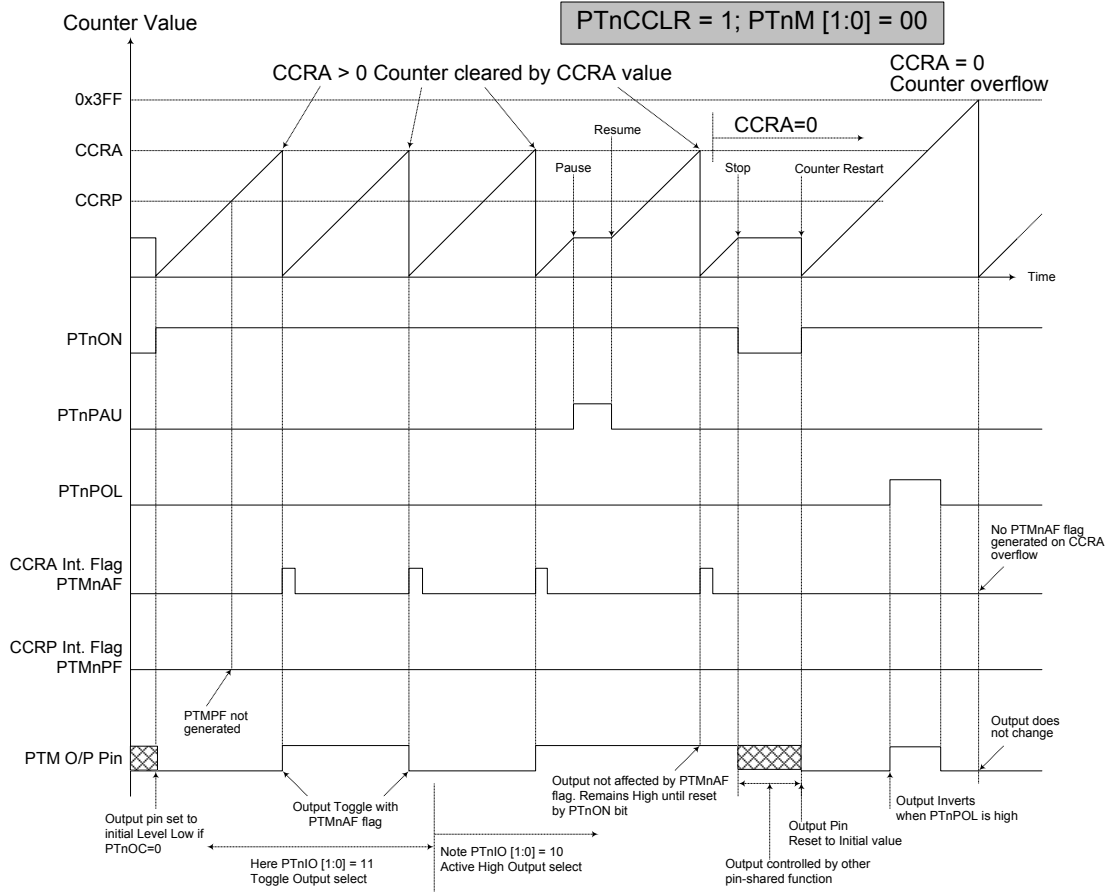 PTnCCLR = 1; PTnM [1:0] = 00
Counter Value
CCRA > 0 Counter cleared by CCRA value
CCRA = 0
Counter overflow
0x3FF
Resume
CCRA=0
CCRA
Pause
Stop
Counter Restart
CCRP
Time
PTnON
PTnPAU
PTnPOL
No PTMnAF flag
generated on CCRA
overflow
CCRA Int. Flag
PTMnAF
CCRP Int. Flag
PTMnPF
PTMPF not
generated
Output does
not change
PTM O/P Pin
Output pin set to
initial Level Low if
PTnOC=0
Output Toggle with
PTMnAF flag
Output not affected by PTMnAF
flag. Remains High until reset
by PTnON bit
Output Inverts
when PTnPOL is high
Output Pin
Reset to Initial value
Here PTnIO [1:0] = 11
Toggle Output select
Note PTnIO [1:0] = 10
Active High Output select
Output controlled by other
pin-shared function